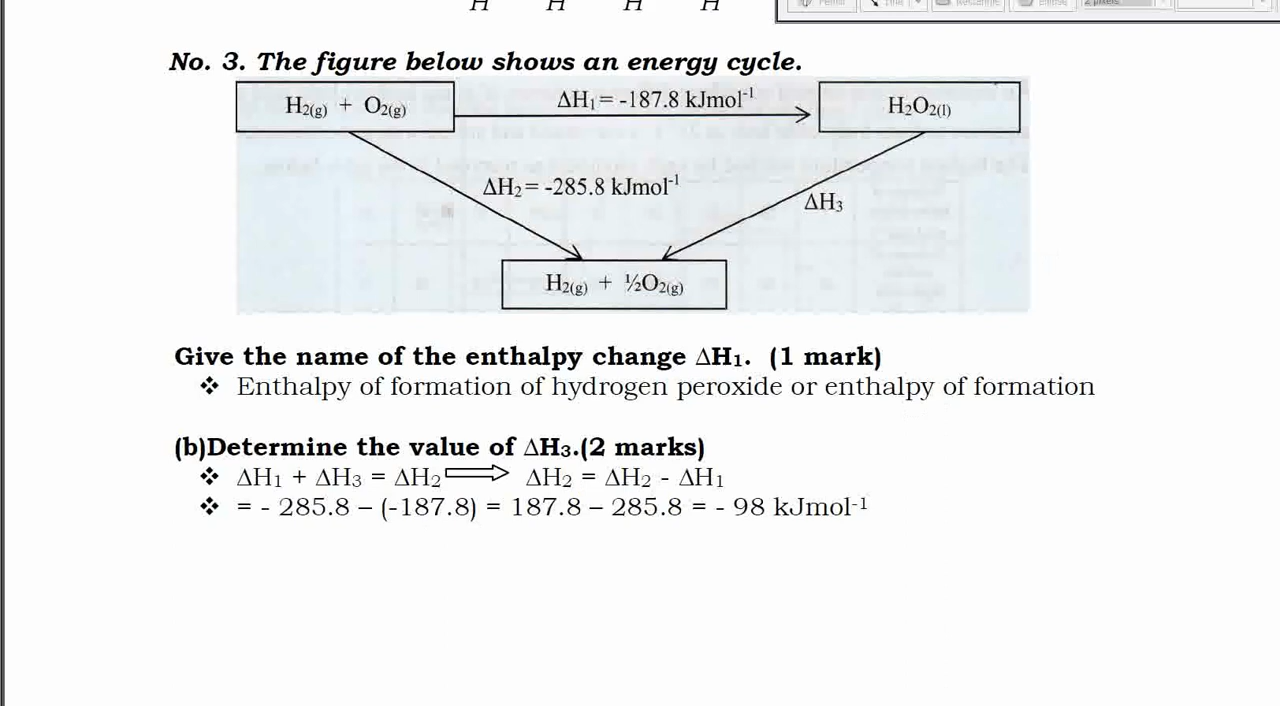 H H H H
No. 3. The figure below shows an energy cycle.
H2(g) + O2(g)
ΔH1 = -187.8 kJmol-1
H2O2(l)
ΔH2 = -285.8 kJmol-1
ΔH3
H2(g) + ½O2(g)
Give the name of the enthalpy change ΔH1. (1 mark)
❖ Enthalpy of formation of hydrogen peroxide or enthalpy of formation
(b)Determine the value of ΔH3.(2 marks)
❖ ΔH1 + ΔH3 = ΔH2 ⇨ ΔH2 = ΔH2 - ΔH1
❖ = - 285.8 – (-187.8) = 187.8 – 285.8 = - 98 kJmol-1